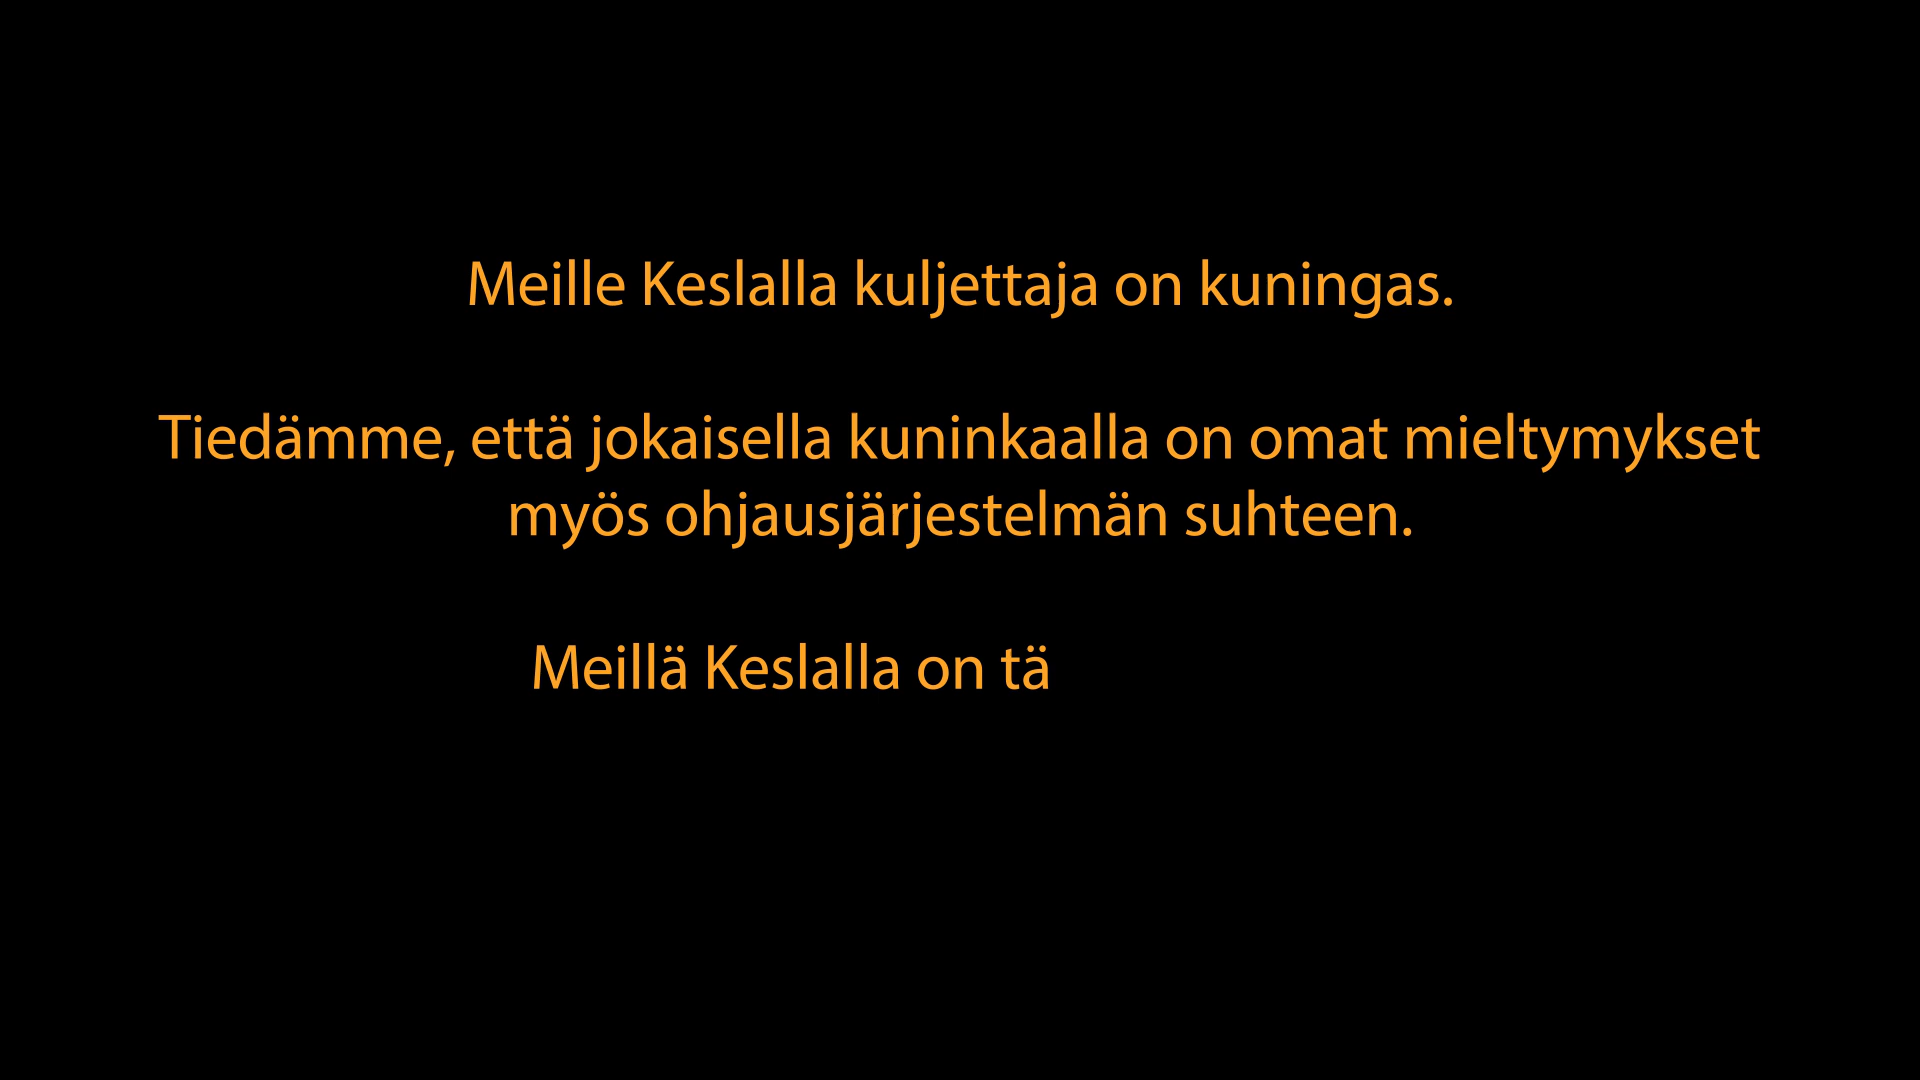 Meille Keslalla kuljettaja on kuningas.
Tiedämme, että jokaisella kuninkaalla on omat mieltymykset
myös ohjausjärjestelmän suhteen.
Meillä Keslalla on tä